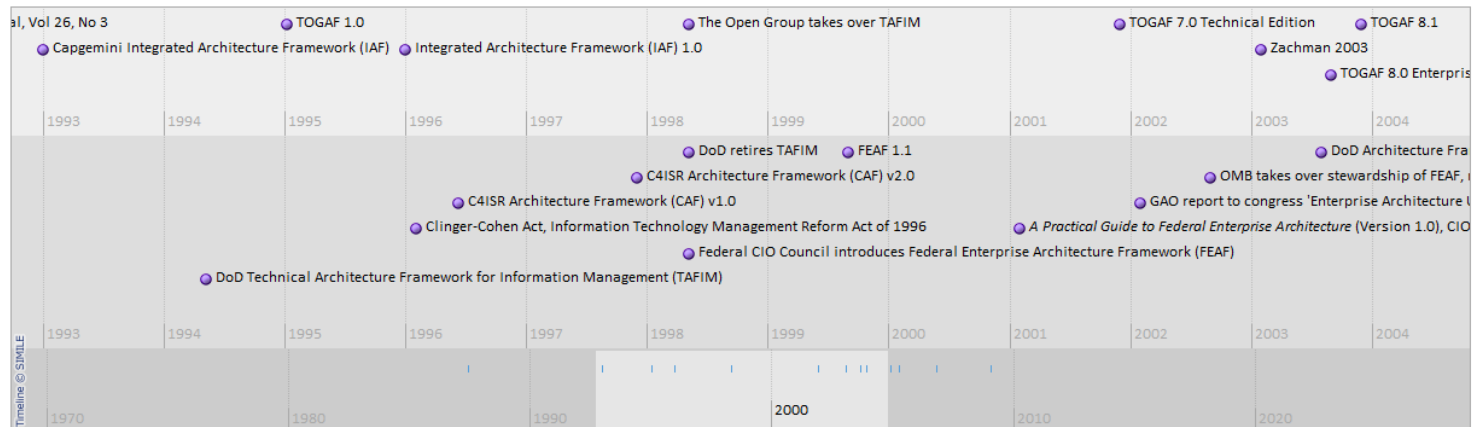 al, Vol 26, No 3 TOGAF 1.0 The Open Group takes over TAFIM TOGAF 7.0 Technical Edition TOGAF 8.1
Capgemini Integrated Architecture Framework (IAF) Integrated Architecture Framework (IAF) 1.0 Zachman 2003
TOGAF 8.0 Enterpris
1993 1994 1995 1996 1997 1998 1999 2000 2001 2002 2003 2004
DoD retires TAFIM FEAF 1.1 DoD Architecture Fra
C4ISR Architecture Framework (CAF) v2.0 OMB takes over stewardship of FEAF,
C4ISR Architecture Framework (CAF) v1.0 GAO report to congress 'Enterprise Architecture U
Clinger-Cohen Act, Information Technology Management Reform Act of 1996 A Practical Guide to Federal Enterprise Architecture (Version 1.0), CIO
Federal CIO Council introduces Federal Enterprise Architecture Framework (FEAF)
DoD Technical Architecture Framework for Information Management (TAFIM)
1993 1994 1995 1996 1997 1998 1999 2000 2001 2002 2003 2004
Timeline © SIMILE
1970 1980 1990 2000 2010 2020